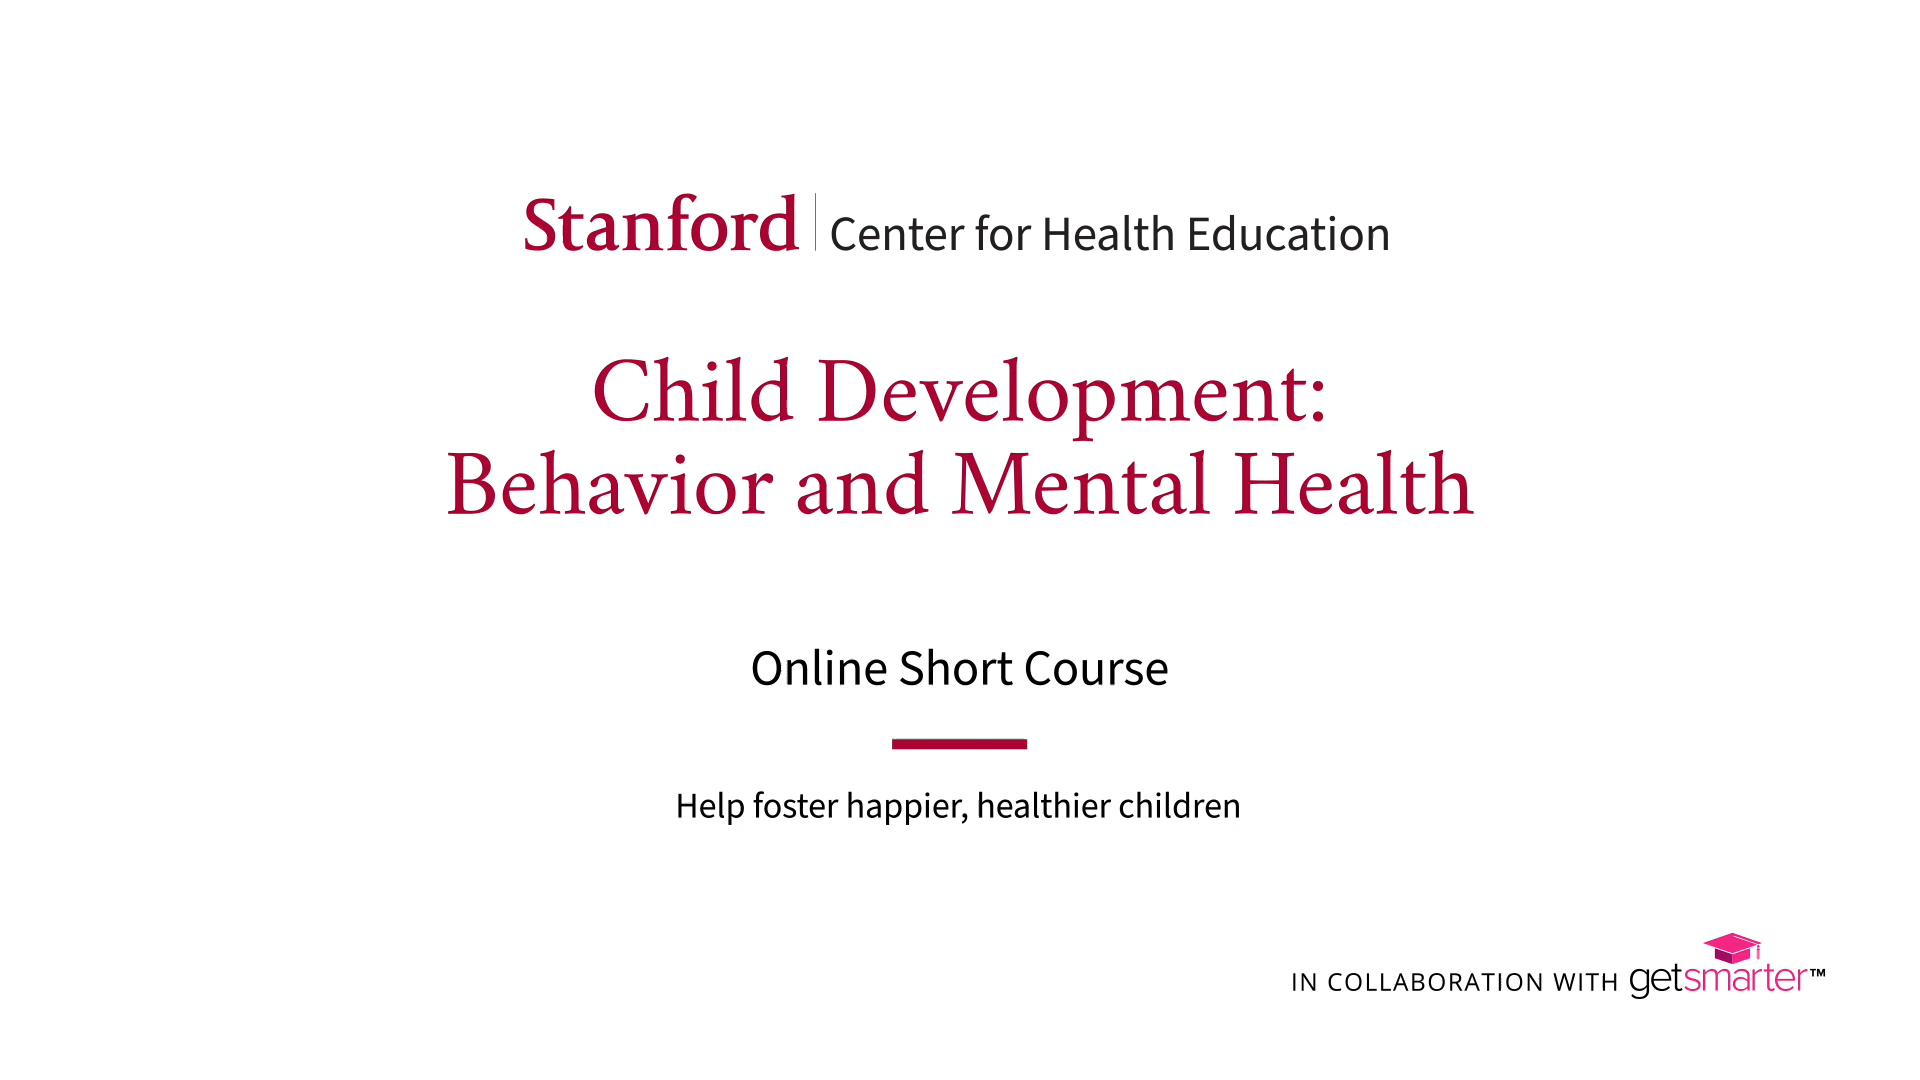 Stanford Center for Health Education
Child Development:
Behavior and Mental Health
Online Short Course
Help foster happier, healthier children
IN COLLABORATION WITH getsmarter™